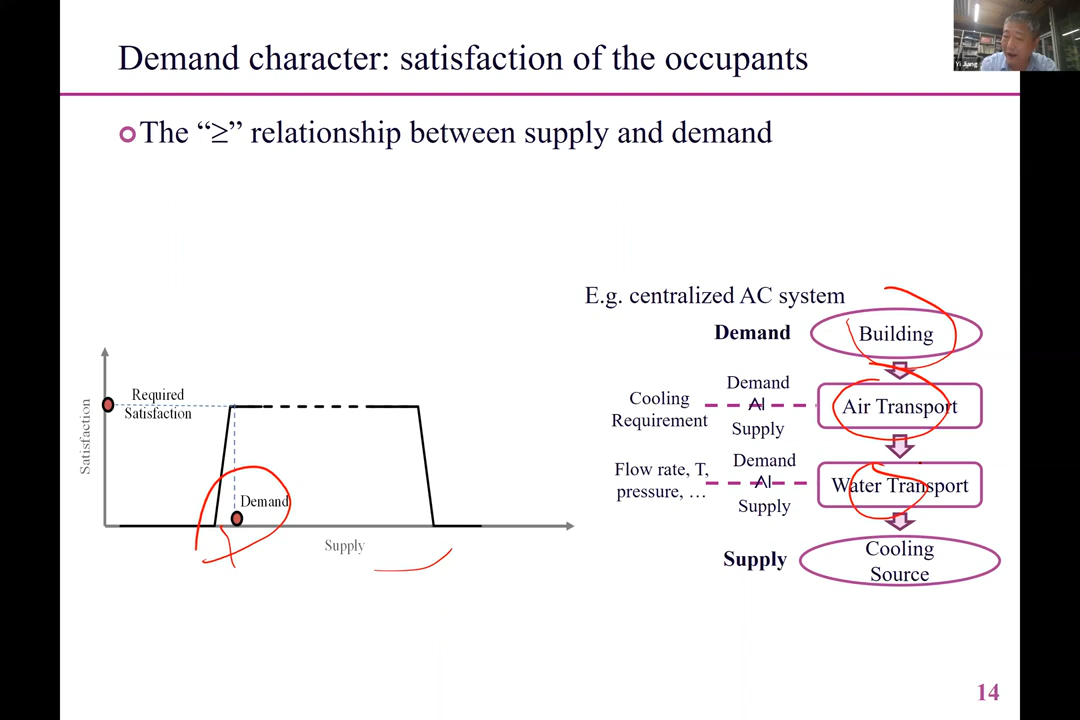 Demand character: satisfaction of the occupants
Yi Jiang
The “≥” relationship between supply and demand
E.g. centralized AC system
Demand
Building
Required
Satisfaction
Satisfaction
Demand
Supply
Cooling
Requirement
Demand
≤
Supply
Air Transport
Flow rate, T,
pressure, …
Demand
≤
Supply
Water Transport
Supply
Cooling
Source
14